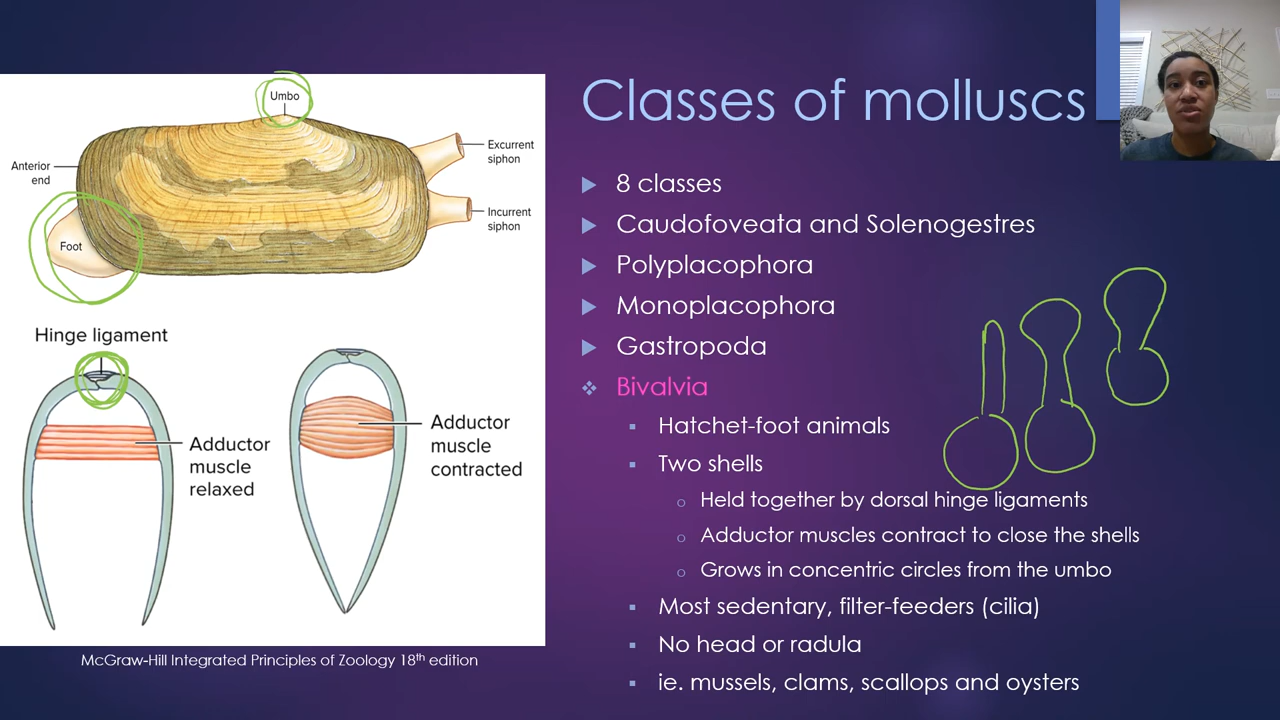 Umbo
Excurrent
siphon
Anterior
end
Incurrent
siphon
Foot
Hinge ligament
Adductor
muscle
relaxed
Adductor
muscle
contracted
McGraw-Hill Integrated Principles of Zoology 18th edition
Classes of molluscs
8 classes
Caudofoveata and Solenogestres
Polyplacophora
Monoplacophora
Gastropoda
Bivalvia
Hatchet-foot animals
Two shells
Held together by dorsal hinge ligaments
Adductor muscles contract to close the shells
Grows in concentric circles from the umbo
Most sedentary, filter-feeders (cilia)
No head or radula
ie. mussels, clams, scallops and oysters